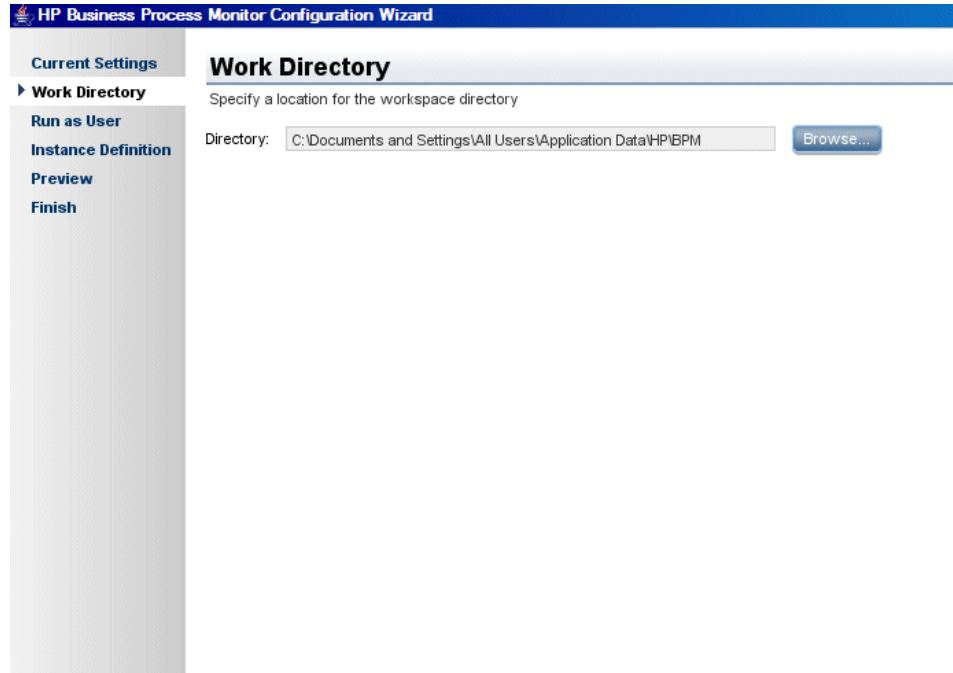 HP Business Process Monitor Configuration Wizard
Current Settings
Work Directory
Run as User
Instance Definition
Preview
Finish
Work Directory
Specify a location for the workspace directory
Directory: C:\Documents and Settings\All Users\Application Data\HP\BPM Browse...